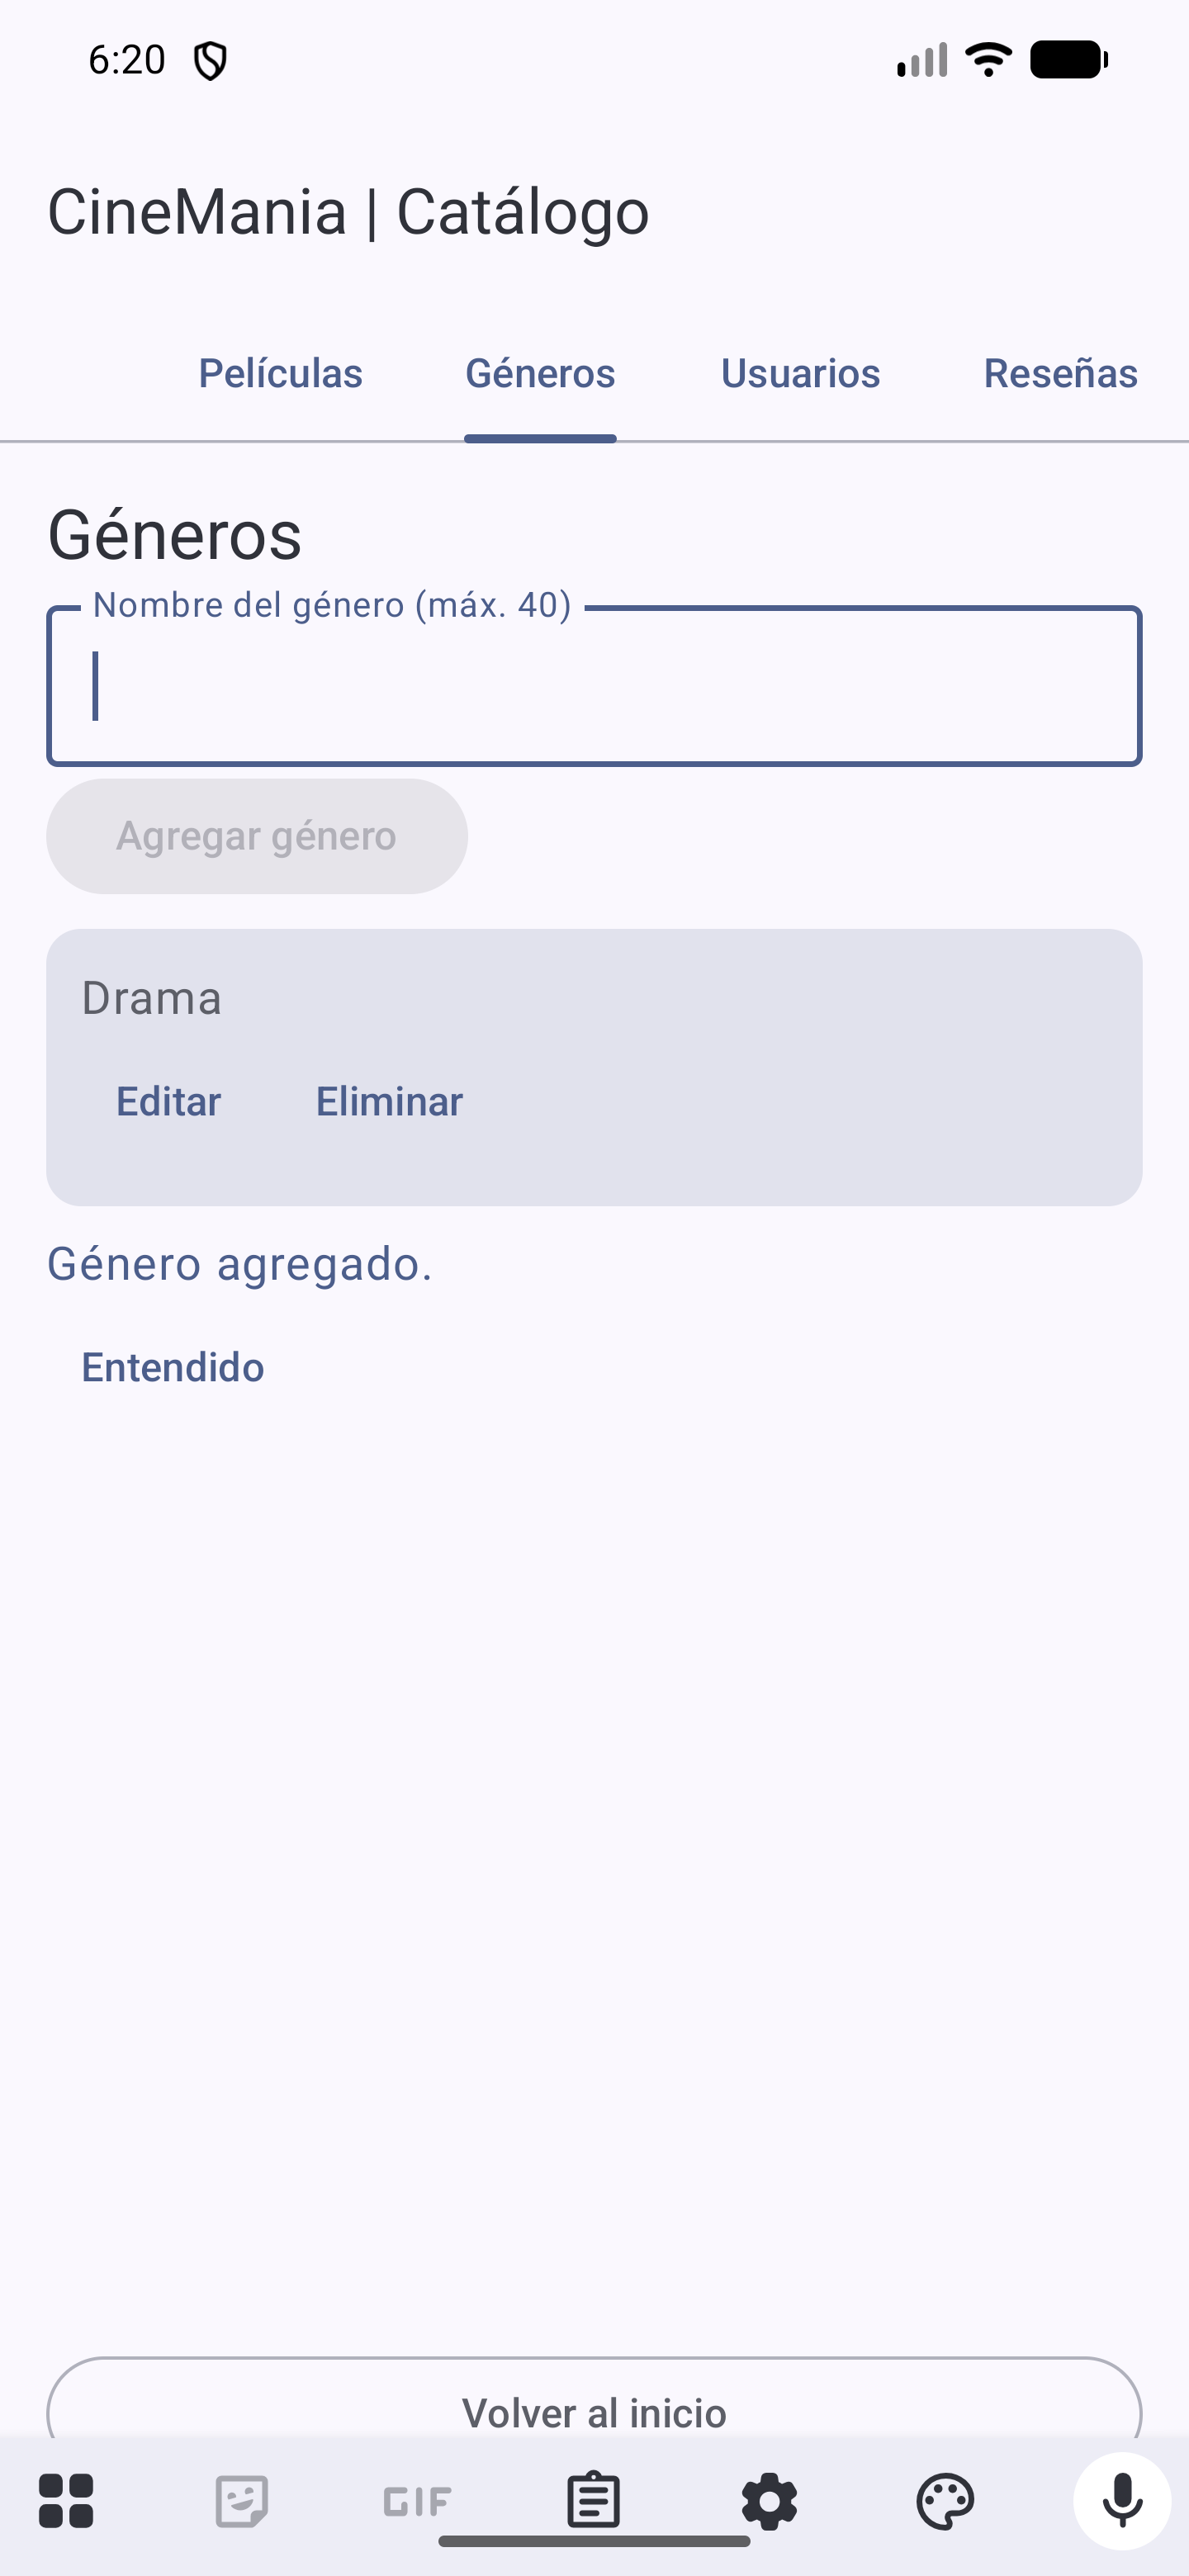 6:20
CineMania | Catálogo
Películas Géneros Usuarios Reseñas
Géneros
Nombre del género (máx. 40)
Agregar género
Drama
Editar Eliminar
Género agregado.
Entendido
Volver al inicio
GIF